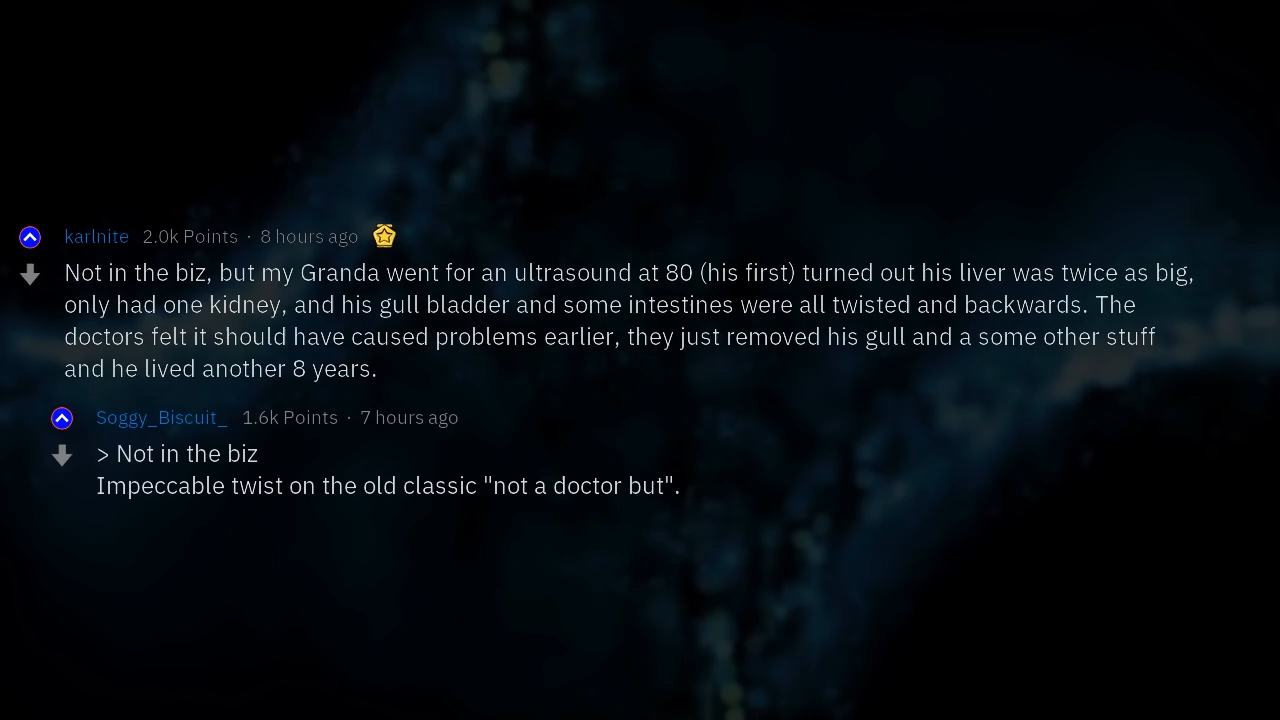 karlnite 2.0k Points · 8 hours ago
Not in the biz, but my Granda went for an ultrasound at 80 (his first) turned out his liver was twice as big,
only had one kidney, and his gull bladder and some intestines were all twisted and backwards. The
doctors felt it should have caused problems earlier, they just removed his gull and a some other stuff
and he lived another 8 years.
Soggy_Biscuit_ 1.6k Points · 7 hours ago
> Not in the biz
Impeccable twist on the old classic "not a doctor but".